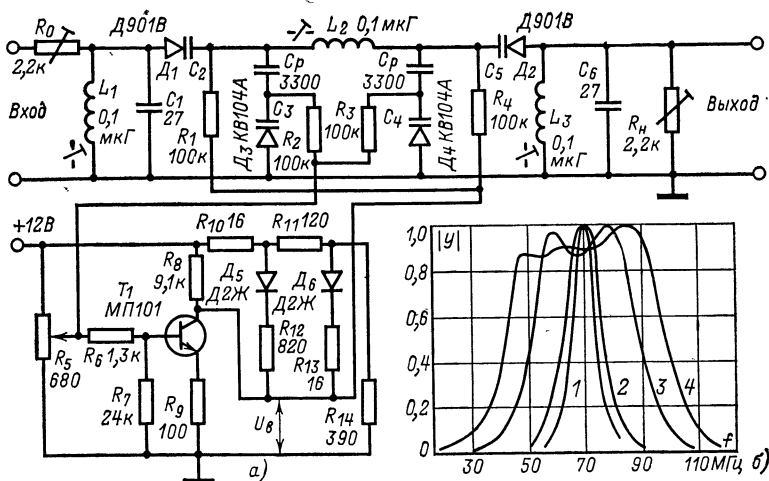 R0 2,2к
Д901В
Д1
C2
L2 0,1 мкГ
Д901В
C5
Д2
Вход
L1 0,1 мкГ
C1 27
R1 100к
Cр 3300
C3
Д3 КВ104А
R2 100к
R3 100к
Cр 3300
C4
Д4 КВ104А
R4 100к
L3 0,1 мкГ
C6 27
Rн 2,2к
Выход
+12В
R5 680
R6 1,3к
R7 24к
T1 МП101
R8 9,1к
R9 100
R10 16
R11 120
Д5 Д2Ж
Д6 Д2Ж
R12 820
R13 16
Uв
R14 390
а)
|y|
1,0
0,8
0,6
0,4
0,2
0
1
2
3
4
f
30
50
70
90
110
МГц
б)